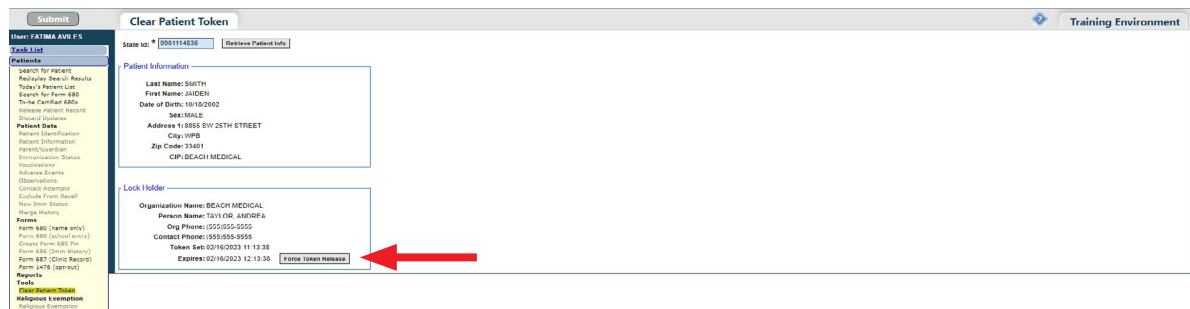 Submit
Clear Patient Token
Training Environment
User: FATIMA AVILES
Task List
Patients
Search for Patient
Redisplay Search Results
Today's Patient List
Search for Form 680
To-be Certified 680s
Release Patient Record
Discard Updates
Patient Data
Patient Identification
Patient Information
Parent/Guardian
Immunization Status
Vaccinations
Adverse Events
Observations
Contact Attempts
Exclude From Recall
New Imm Status
Merge History
Forms
Form 680 (name only)
Form 680 (school entry)
Create Form 680 Pin
Form 686 (Imm History)
Form 687 (Clinic Record)
Form 1478 (opt-out)
Reports
Tools
Clear Patient Token
Religious Exemption
Religious Exemption
State Id: * 9901114836 Retrieve Patient Info
Patient Information
Last Name: SMITH
First Name: JAIDEN
Date of Birth: 10/18/2002
Sex: MALE
Address 1: 8855 SW 25TH STREET
City: WPB
Zip Code: 33401
CIP: BEACH MEDICAL
Lock Holder
Organization Name: BEACH MEDICAL
Person Name: TAYLOR, ANDREA
Org Phone: (555)555-5555
Contact Phone: (555)555-5555
Token Set: 02/16/2023 11:13:38
Expires: 02/16/2023 12:13:38 Force Token Release